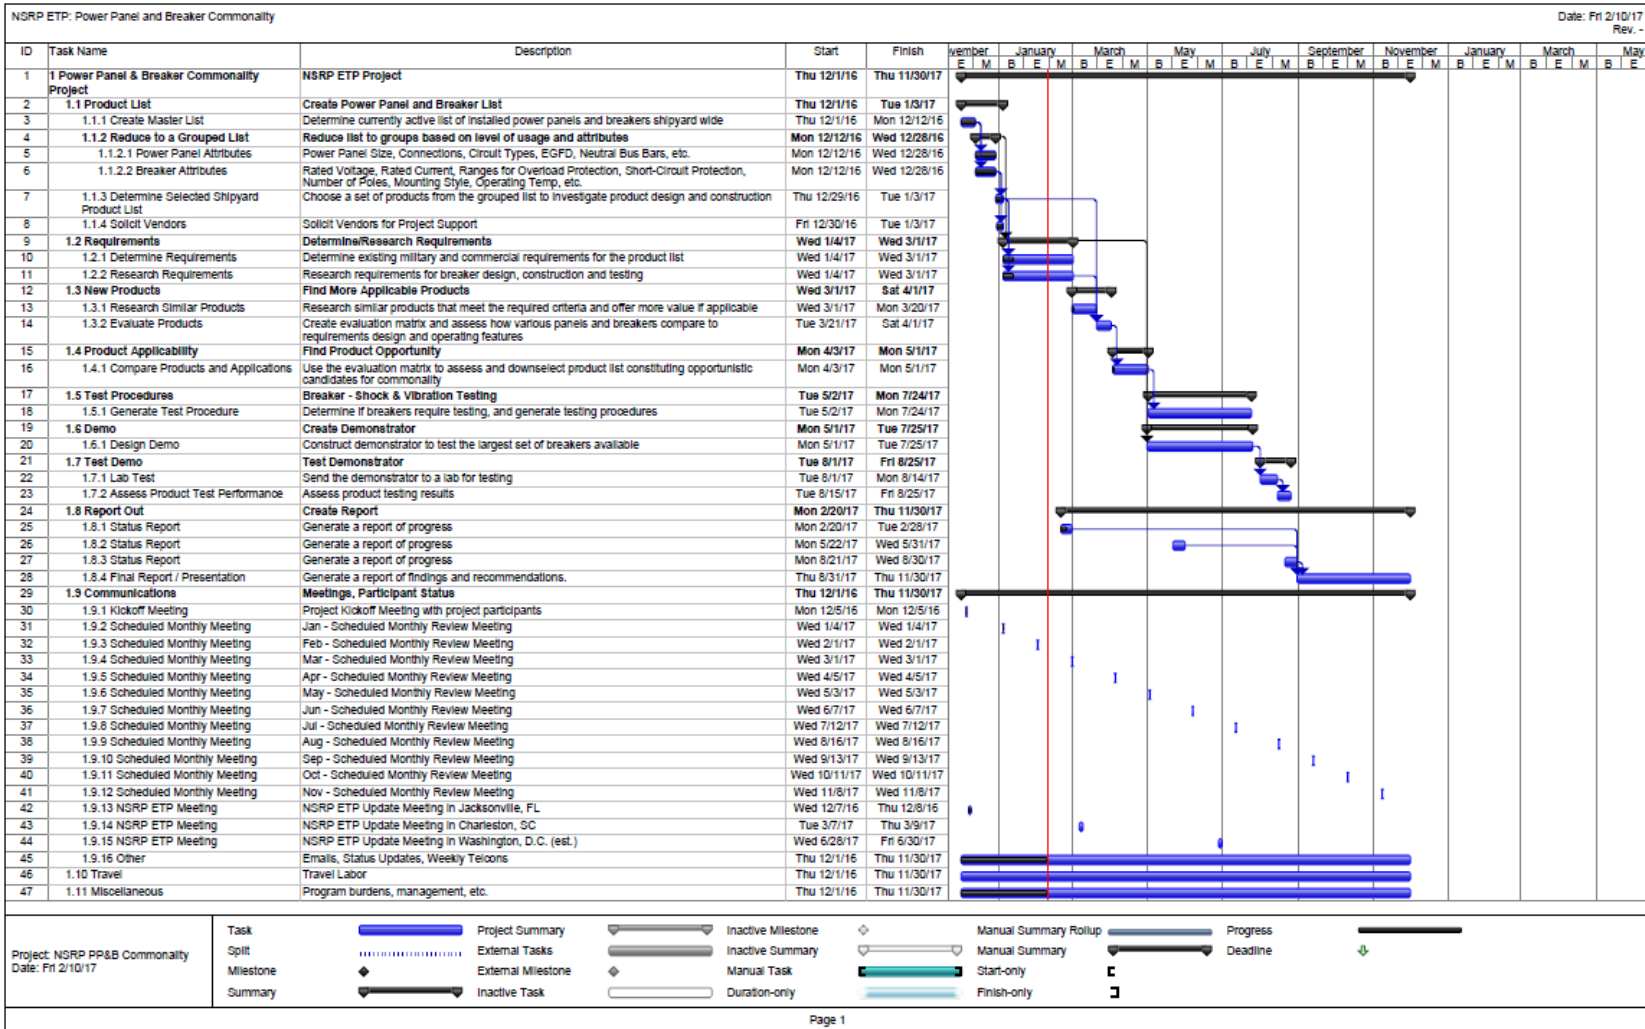 NSRP ETP: Power Panel and Breaker Commonality
Date: Fri 2/10/17
Rev. -
ID Task Name Description Start Finish vember January March May July September November January March May
E M B E M B E M B E M B E M B E M B E M B E M B E M B E
1 1 Power Panel & Breaker Commonality Project NSRP ETP Project Thu 12/1/16 Thu 11/30/17
2 1.1 Product List Create Power Panel and Breaker List Thu 12/1/16 Tue 1/3/17
3 1.1.1 Create Master List Determine currently active list of installed power panels and breakers shipyard wide Thu 12/1/16 Mon 12/12/16
4 1.1.2 Reduce to a Grouped List Reduce list to groups based on level of usage and attributes Mon 12/12/16 Wed 12/28/16
5 1.1.2.1 Power Panel Attributes Power Panel Size, Connections, Circuit Types, EGFD, Neutral Bus Bars, etc. Mon 12/12/16 Wed 12/28/16
6 1.1.2.2 Breaker Attributes Rated Voltage, Rated Current, Ranges for Overload Protection, Short-Circuit Protection, Number of Poles, Mounting Style, Operating Temp, etc. Mon 12/12/16 Wed 12/28/16
7 1.1.3 Determine Selected Shipyard Product List Choose a set of products from the grouped list to investigate product design and construction Thu 12/29/16 Tue 1/3/17
8 1.1.4 Solicit Vendors Solicit Vendors for Project Support Fri 12/30/16 Tue 1/3/17
9 1.2 Requirements Determine/Research Requirements Wed 1/4/17 Wed 3/1/17
10 1.2.1 Determine Requirements Determine existing military and commercial requirements for the product list Wed 1/4/17 Wed 3/1/17
11 1.2.2 Research Requirements Research requirements for breaker design, construction and testing Wed 1/4/17 Wed 3/1/17
12 1.3 New Products Find More Applicable Products Wed 3/1/17 Sat 4/1/17
13 1.3.1 Research Similar Products Research similar products that meet the required criteria and offer more value if applicable Wed 3/1/17 Mon 3/20/17
14 1.3.2 Evaluate Products Create evaluation matrix and assess how various panels and breakers compare to requirements design and operating features Tue 3/21/17 Sat 4/1/17
15 1.4 Product Applicability Find Product Opportunity Mon 4/3/17 Mon 5/1/17
16 1.4.1 Compare Products and Applications Use the evaluation matrix to assess and downselect product list constituting opportunistic candidates for commonality Mon 4/3/17 Mon 5/1/17
17 1.5 Test Procedures Breaker - Shock & Vibration Testing Tue 5/2/17 Mon 7/24/17
18 1.5.1 Generate Test Procedure Determine if breakers require testing, and generate testing procedures Tue 5/2/17 Mon 7/24/17
19 1.6 Demo Create Demonstrator Mon 5/1/17 Tue 7/25/17
20 1.6.1 Design Demo Construct demonstrator to test the largest set of breakers available Mon 5/1/17 Tue 7/25/17
21 1.7 Test Demo Test Demonstrator Tue 8/1/17 Fri 8/25/17
22 1.7.1 Lab Test Send the demonstrator to a lab for testing Tue 8/1/17 Mon 8/14/17
23 1.7.2 Assess Product Test Performance Assess product testing results Tue 8/15/17 Fri 8/25/17
24 1.8 Report Out Create Report Mon 2/20/17 Thu 11/30/17
25 1.8.1 Status Report Generate a report of progress Mon 2/20/17 Tue 2/28/17
26 1.8.2 Status Report Generate a report of progress Mon 5/22/17 Wed 5/31/17
27 1.8.3 Status Report Generate a report of progress Mon 8/21/17 Wed 8/30/17
28 1.8.4 Final Report / Presentation Generate a report of findings and recommendations. Thu 8/31/17 Thu 11/30/17
29 1.9 Communications Meetings, Participant Status Thu 12/1/16 Thu 11/30/17
30 1.9.1 Kickoff Meeting Project Kickoff Meeting with project participants Mon 12/5/16 Mon 12/5/16
31 1.9.2 Scheduled Monthly Meeting Jan - Scheduled Monthly Review Meeting Wed 1/4/17 Wed 1/4/17
32 1.9.3 Scheduled Monthly Meeting Feb - Scheduled Monthly Review Meeting Wed 2/1/17 Wed 2/1/17
33 1.9.4 Scheduled Monthly Meeting Mar - Scheduled Monthly Review Meeting Wed 3/1/17 Wed 3/1/17
34 1.9.5 Scheduled Monthly Meeting Apr - Scheduled Monthly Review Meeting Wed 4/5/17 Wed 4/5/17
35 1.9.6 Scheduled Monthly Meeting May - Scheduled Monthly Review Meeting Wed 5/3/17 Wed 5/3/17
36 1.9.7 Scheduled Monthly Meeting Jun - Scheduled Monthly Review Meeting Wed 6/7/17 Wed 6/7/17
37 1.9.8 Scheduled Monthly Meeting Jul - Scheduled Monthly Review Meeting Wed 7/12/17 Wed 7/12/17
38 1.9.9 Scheduled Monthly Meeting Aug - Scheduled Monthly Review Meeting Wed 8/16/17 Wed 8/16/17
39 1.9.10 Scheduled Monthly Meeting Sep - Scheduled Monthly Review Meeting Wed 9/13/17 Wed 9/13/17
40 1.9.11 Scheduled Monthly Meeting Oct - Scheduled Monthly Review Meeting Wed 10/11/17 Wed 10/11/17
41 1.9.12 Scheduled Monthly Meeting Nov - Scheduled Monthly Review Meeting Wed 11/8/17 Wed 11/8/17
42 1.9.13 NSRP ETP Meeting NSRP ETP Update Meeting in Jacksonville, FL Wed 12/7/16 Thu 12/8/16
43 1.9.14 NSRP ETP Meeting NSRP ETP Update Meeting in Charleston, SC Tue 3/7/17 Thu 3/9/17
44 1.9.15 NSRP ETP Meeting NSRP ETP Update Meeting in Washington, D.C. (est.) Wed 6/28/17 Fri 6/30/17
45 1.9.16 Other Emails, Status Updates, Weekly Telcons Thu 12/1/16 Thu 11/30/17
46 1.10 Travel Travel Labor Thu 12/1/16 Thu 11/30/17
47 1.11 Miscellaneous Program burdens, management, etc. Thu 12/1/16 Thu 11/30/17
Project: NSRP PP&B Commonality
Date: Fri 2/10/17
Task Project Summary Inactive Milestone Manual Summary Rollup Progress
Split External Tasks Inactive Summary Manual Summary Deadline
Milestone External Milestone Manual Task Start-only
Summary Inactive Task Duration-only Finish-only
Page 1